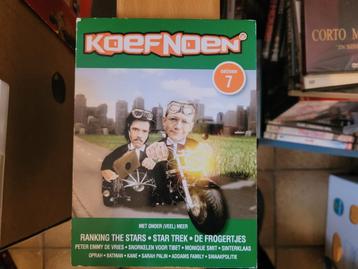 KOEFNOEN
seizoen
7
MET ONDER (VEEL) MEER
RANKING THE STARS • STAR TREK • DE FROGERTJES
PETER EMMY DE VRIES • SNORKELEN VOOR TIBET • MONIQUE SMIT • SINTERKLAAS
OPRAH • BATMAN • KANE • SARAH PALIN • ADDAMS FAMILY • SWAKPOLITIE
CORTO M